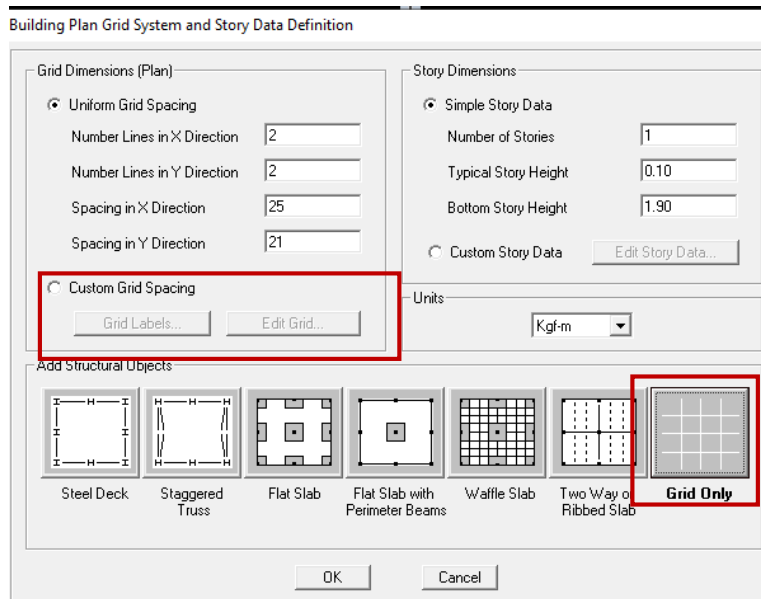 Building Plan Grid System and Story Data Definition
Grid Dimensions (Plan)
Uniform Grid Spacing
Number Lines in X Direction 2
Number Lines in Y Direction 2
Spacing in X Direction 25
Spacing in Y Direction 21
Custom Grid Spacing
Grid Labels... Edit Grid...
Story Dimensions
Simple Story Data
Number of Stories 1
Typical Story Height 0.10
Bottom Story Height 1.90
Custom Story Data Edit Story Data...
Units
Kgf-m
Add Structural Objects
Steel Deck
Staggered
Truss
Flat Slab
Flat Slab with
Perimeter Beams
Waffle Slab
Two Way or
Ribbed Slab
Grid Only
OK Cancel